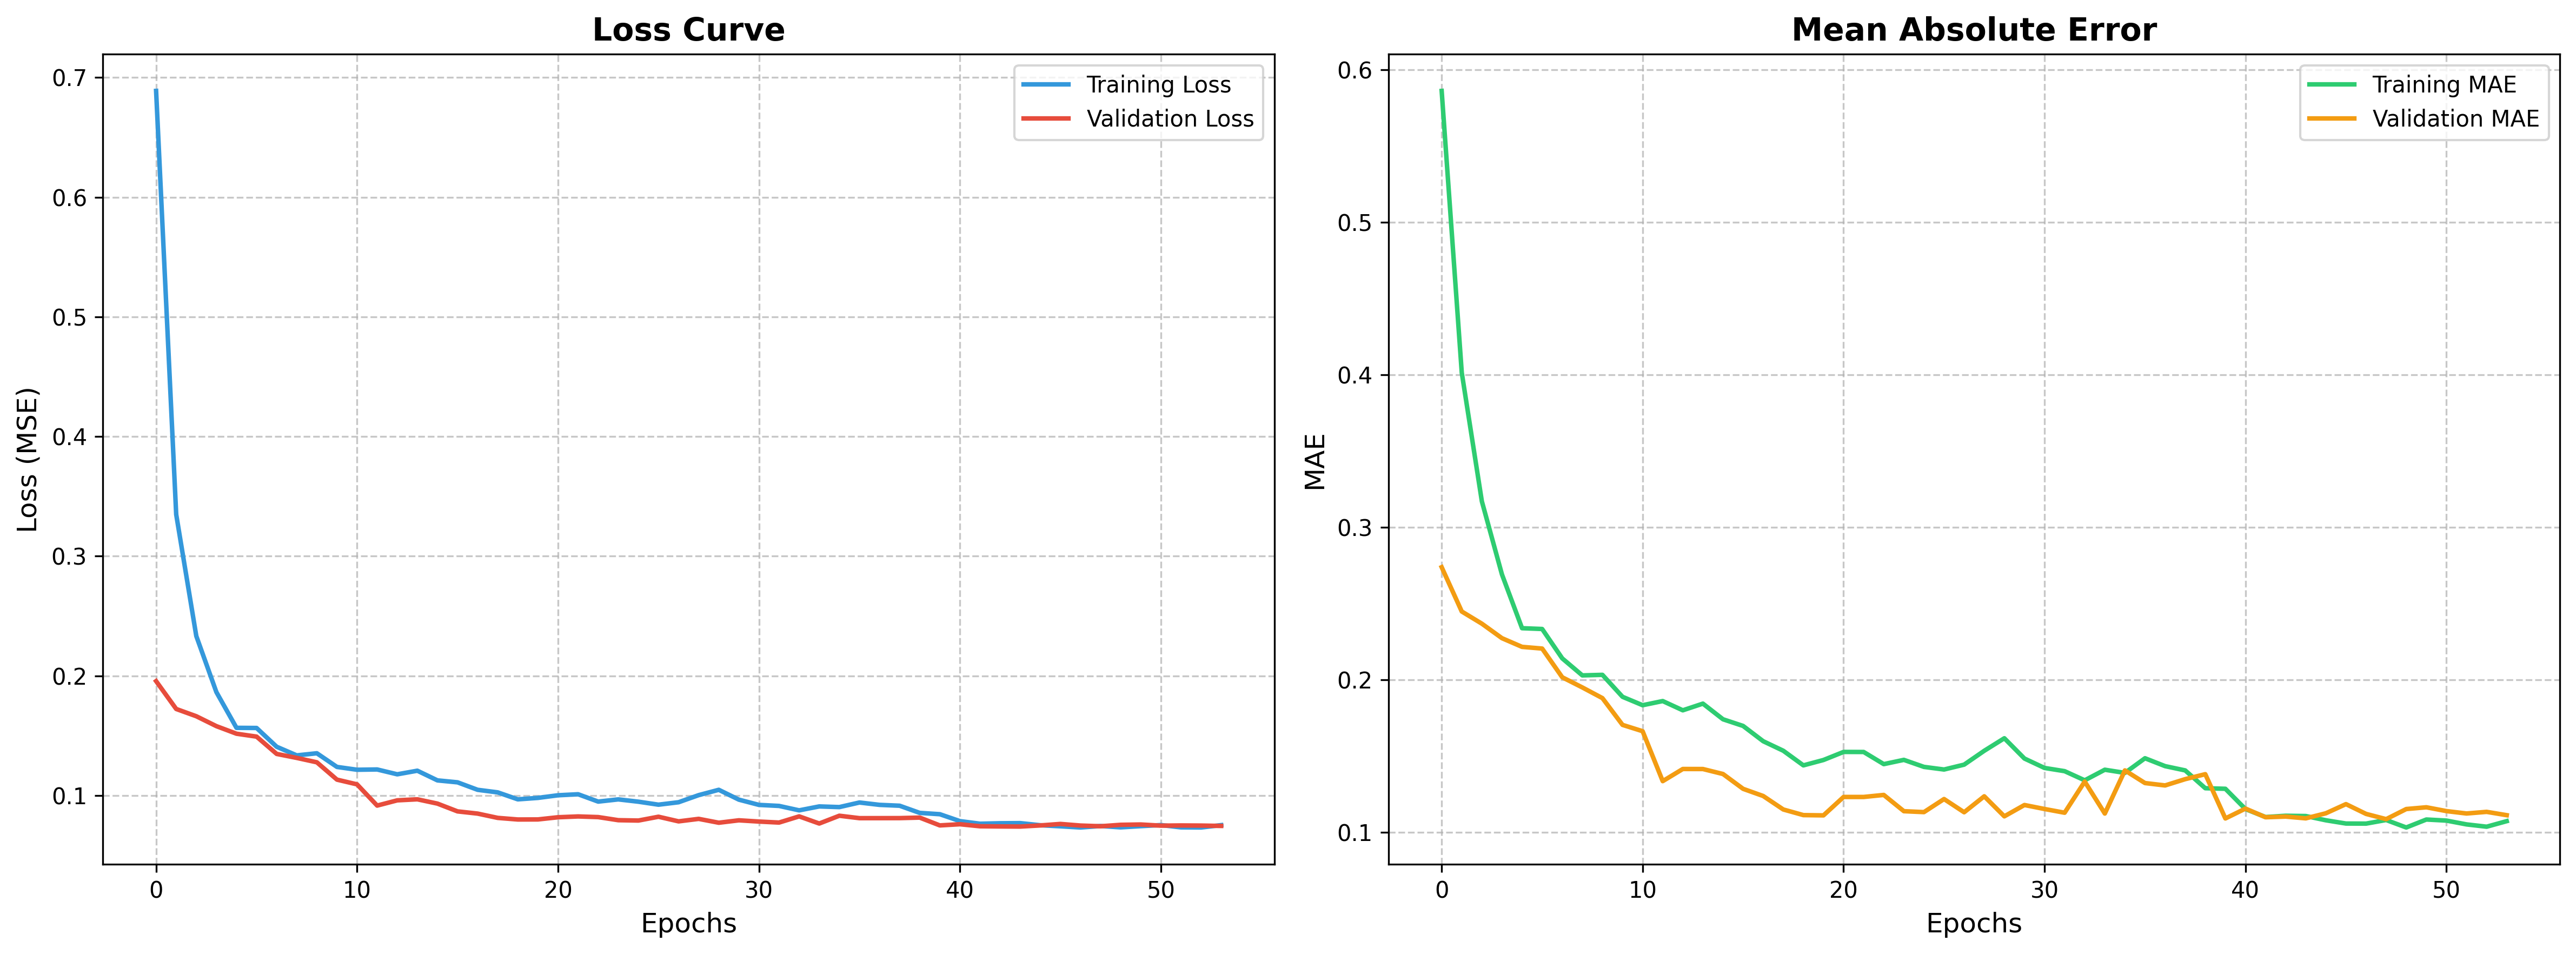 Loss Curve
Training Loss
Validation Loss
0.7
0.6
0.5
0.4
0.3
0.2
0.1
Loss (MSE)
0 10 20 30 40 50
Epochs
Mean Absolute Error
Training MAE
Validation MAE
0.6
0.5
0.4
0.3
0.2
0.1
MAE
0 10 20 30 40 50
Epochs